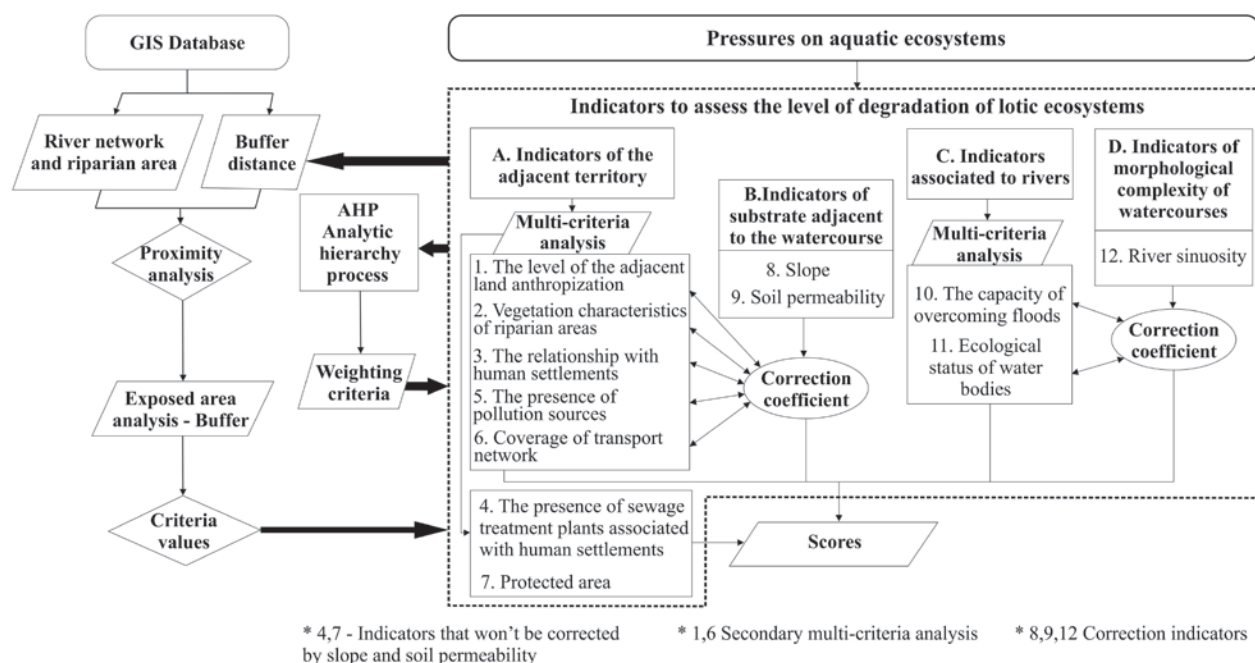 GIS Database
River network
and riparian area
Buffer
distance
Proximity
analysis
Exposed area
analysis - Buffer
Criteria
values
AHP
Analytic
hierarchy
process
Weighting
criteria
Pressures on aquatic ecosystems
Indicators to assess the level of degradation of lotic ecosystems
A. Indicators of the
adjacent territory
Multi-criteria
analysis
1. The level of the adjacent
land anthropization
2. Vegetation characteristics
of riparian areas
3. The relationship with
human settlements
5. The presence of
pollution sources
6. Coverage of transport
network
4. The presence of sewage
treatment plants associated
with human settlements
7. Protected area
B.Indicators of
substrate adjacent
to the watercourse
8. Slope
9. Soil permeability
Correction
coefficient
C. Indicators
associated to rivers
Multi-criteria
analysis
10. The capacity of
overcoming floods
11. Ecological
status of water
bodies
D. Indicators of
morphological
complexity of
watercourses
12. River sinuosity
Correction
coefficient
Scores
* 4,7 - Indicators that won't be corrected
by slope and soil permeability
* 1,6 Secondary multi-criteria analysis
* 8,9,12 Correction indicators